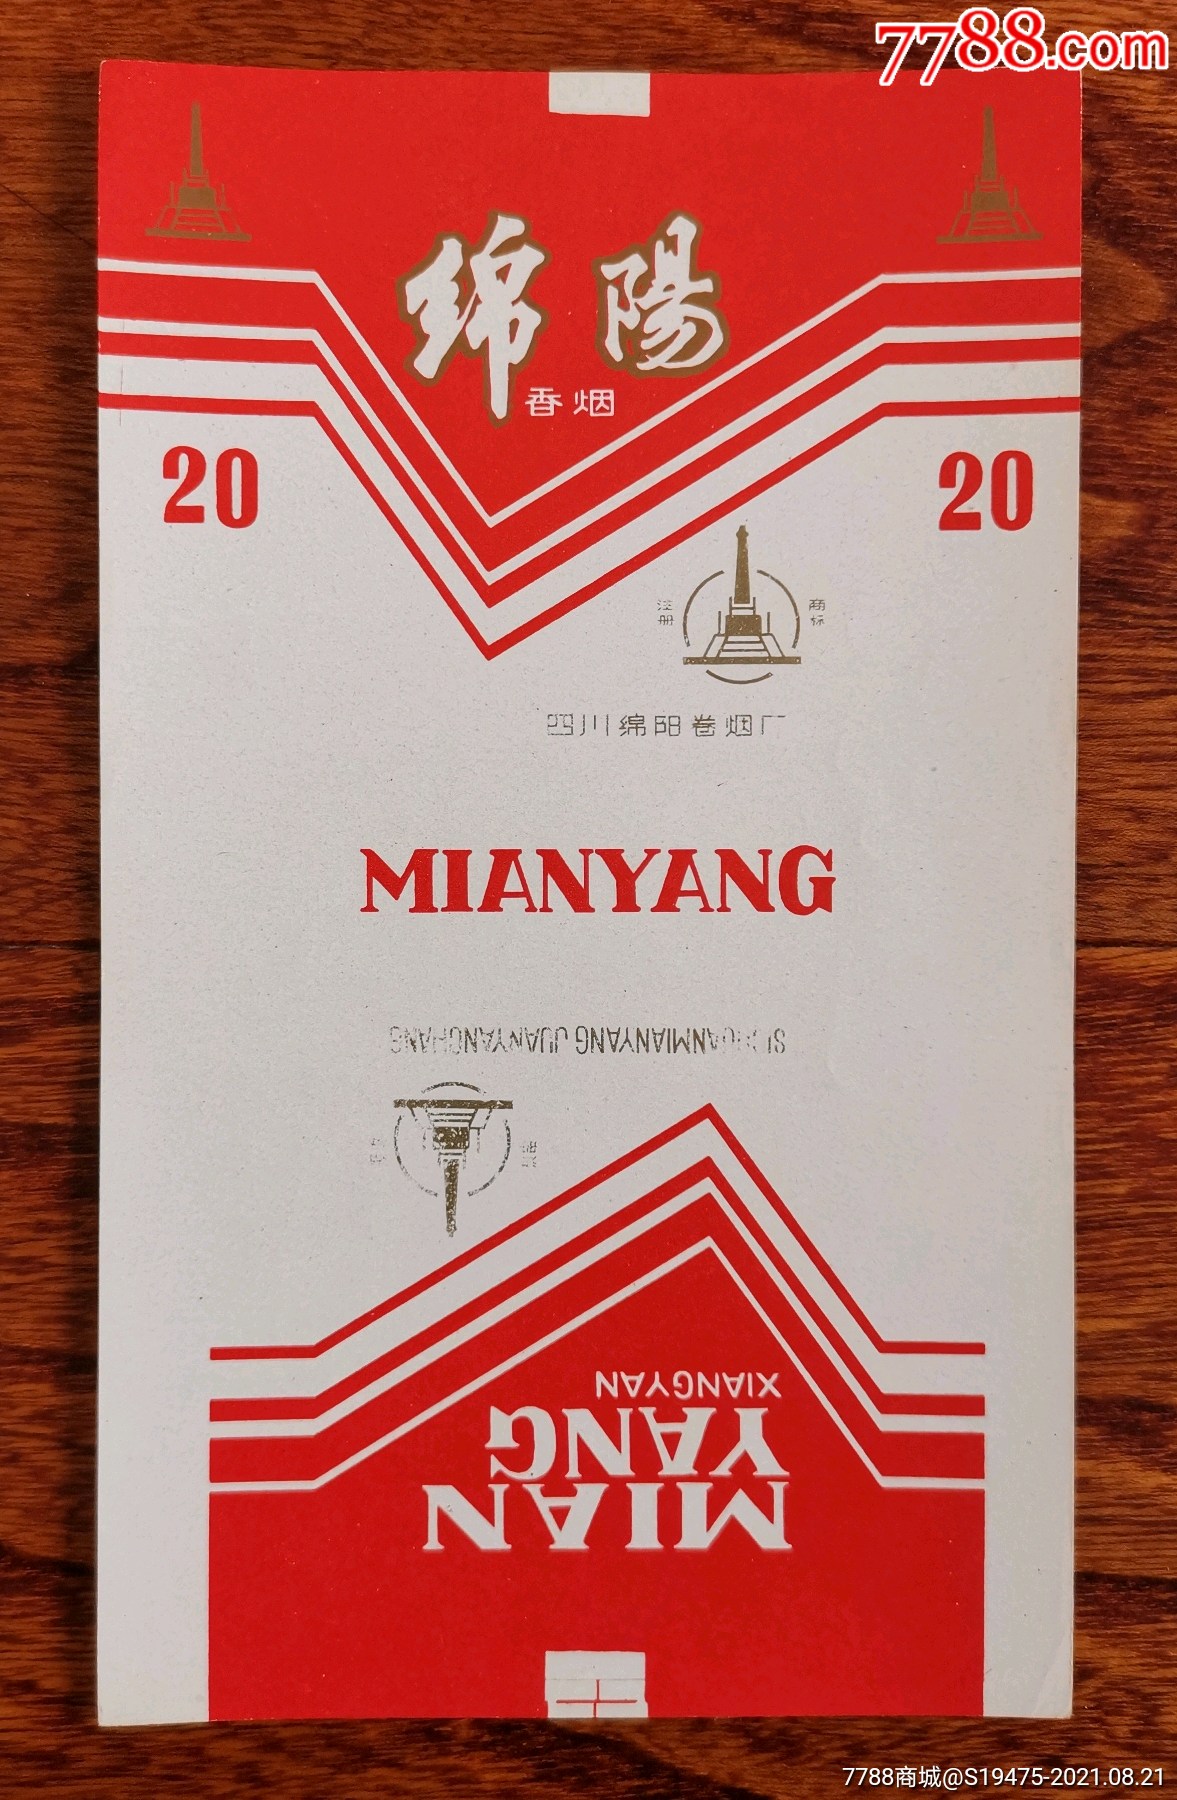 7788.com
绵陽
香烟
20 20
注册 商标
四川绵阳卷烟厂
MIANYANG
SICHUANMIANYANG JUANYANCHANG
MIAN
YANG
XIANGYAN
7788商城@S19475-2021.08.21